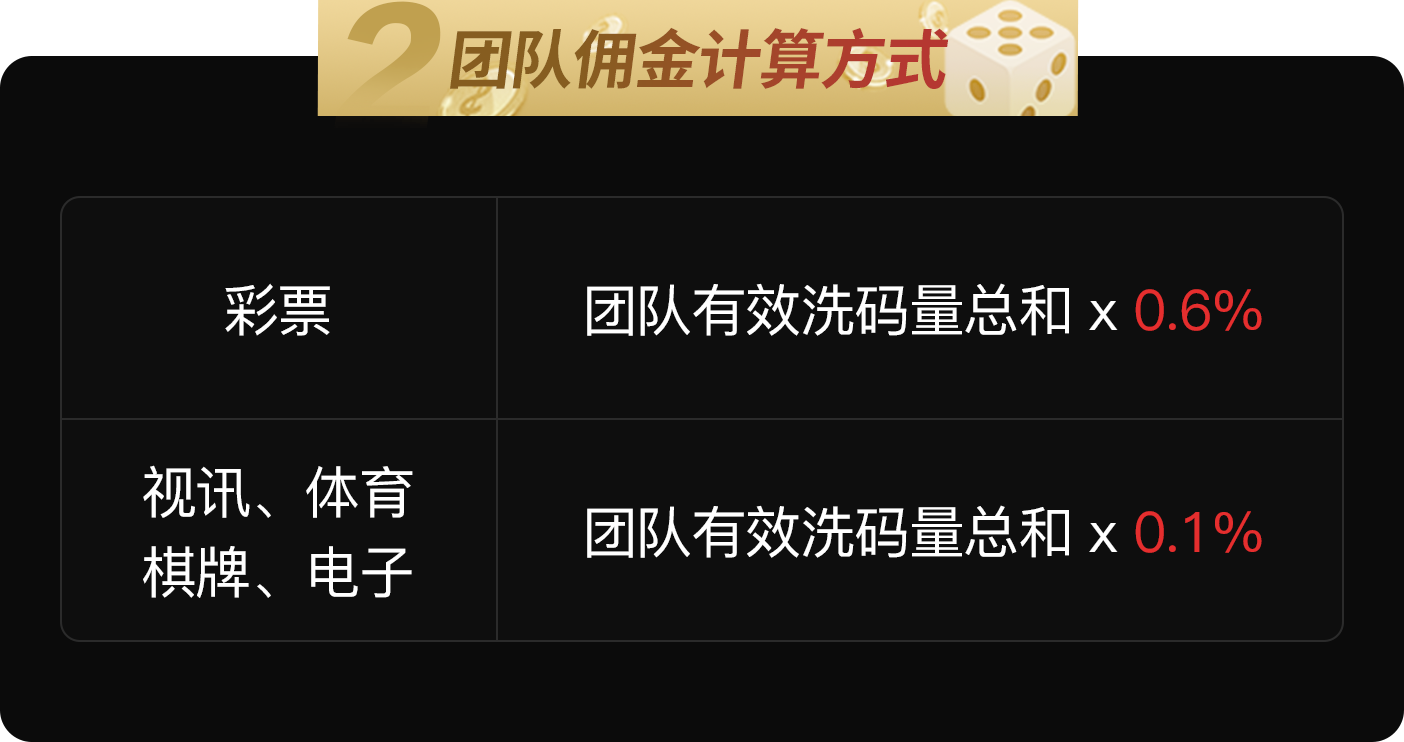 2
团队佣金计算方式
彩票
团队有效洗码量总和 x 0.6%
视讯、体育
棋牌、电子
团队有效洗码量总和 x 0.1%